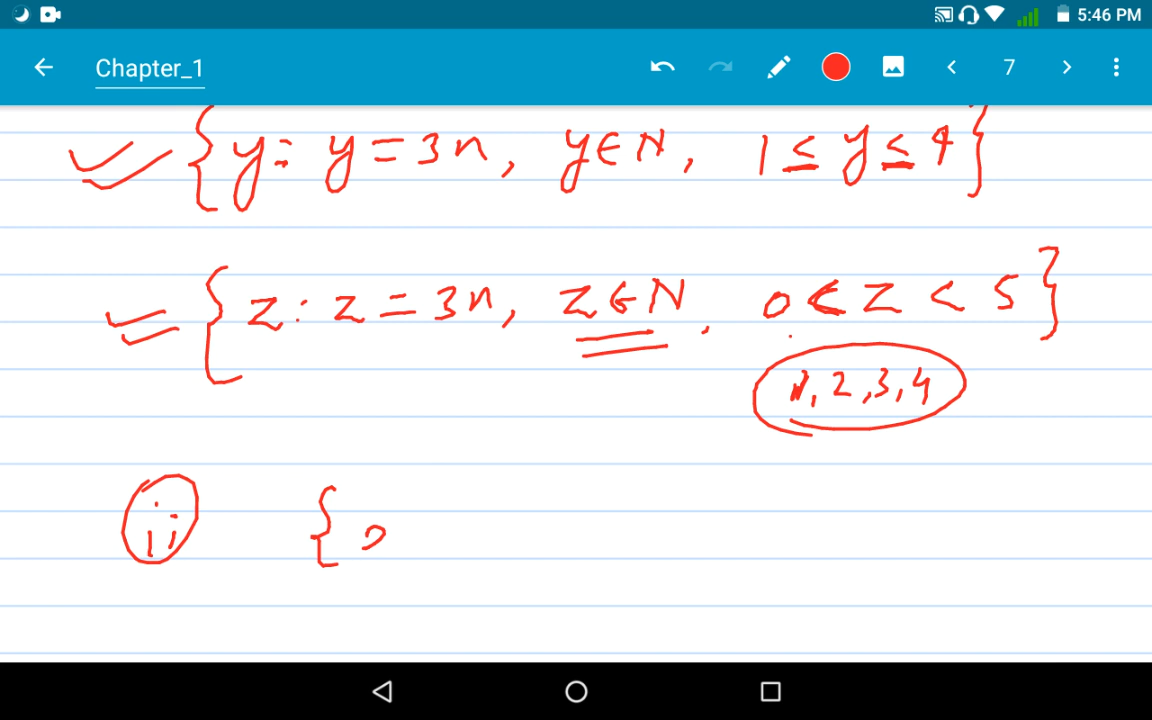 5:46 PM
Chapter_1
7
{y: y = 3n, y∈N, 1 ≤ y ≤ 4}
{z: z = 3n, z∈N, 0 < z < 5}
1, 2, 3, 4
ii {